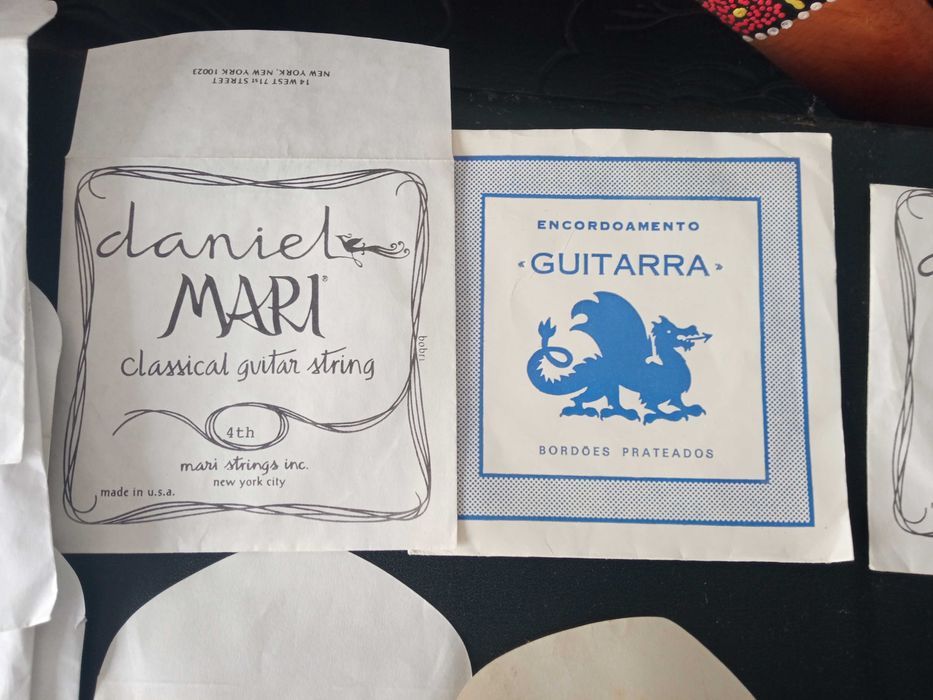 14 WEST 71st STREET
NEW YORK, NEW YORK 10023
daniel
MARI®
classical guitar string
bobri
4th
mari strings inc.
new york city
made in u.s.a.
ENCORDOAMENTO
«GUITARRA»
BORDÕES PRATEADOS